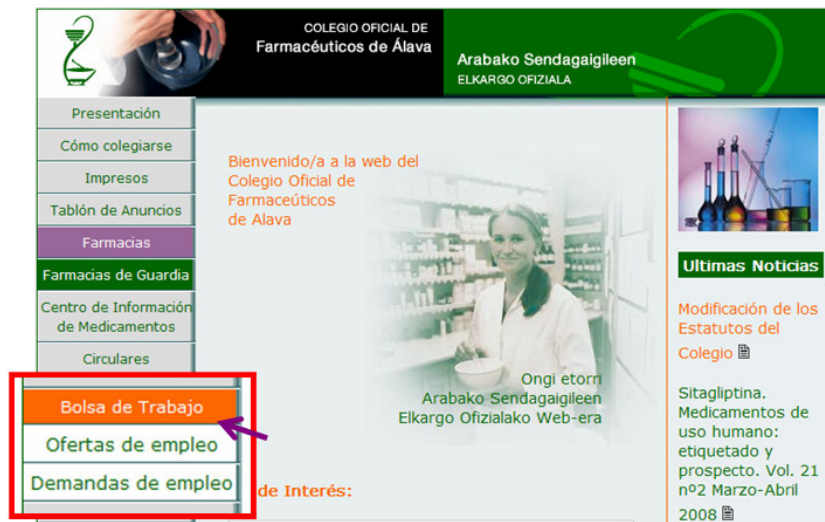 COLEGIO OFICIAL DE
Farmacéuticos de Álava
Arabako Sendagaigileen
ELKARGO OFIZIALA
Presentación
Cómo colegiarse
Impresos
Tablón de Anuncios
Farmacias
Farmacias de Guardia
Centro de Información
de Medicamentos
Circulares
Bolsa de Trabajo
Ofertas de empleo
Demandas de empleo
Bienvenido/a a la web del
Colegio Oficial de
Farmaceúticos
de Alava
Ongi etorri
Arabako Sendagaigileen
Elkargo Ofizialako Web-era
de Interés:
Ultimas Noticias
Modificación de los
Estatutos del
Colegio
Sitagliptina.
Medicamentos de
uso humano:
etiquetado y
prospecto. Vol. 21
nº2 Marzo-Abril
2008